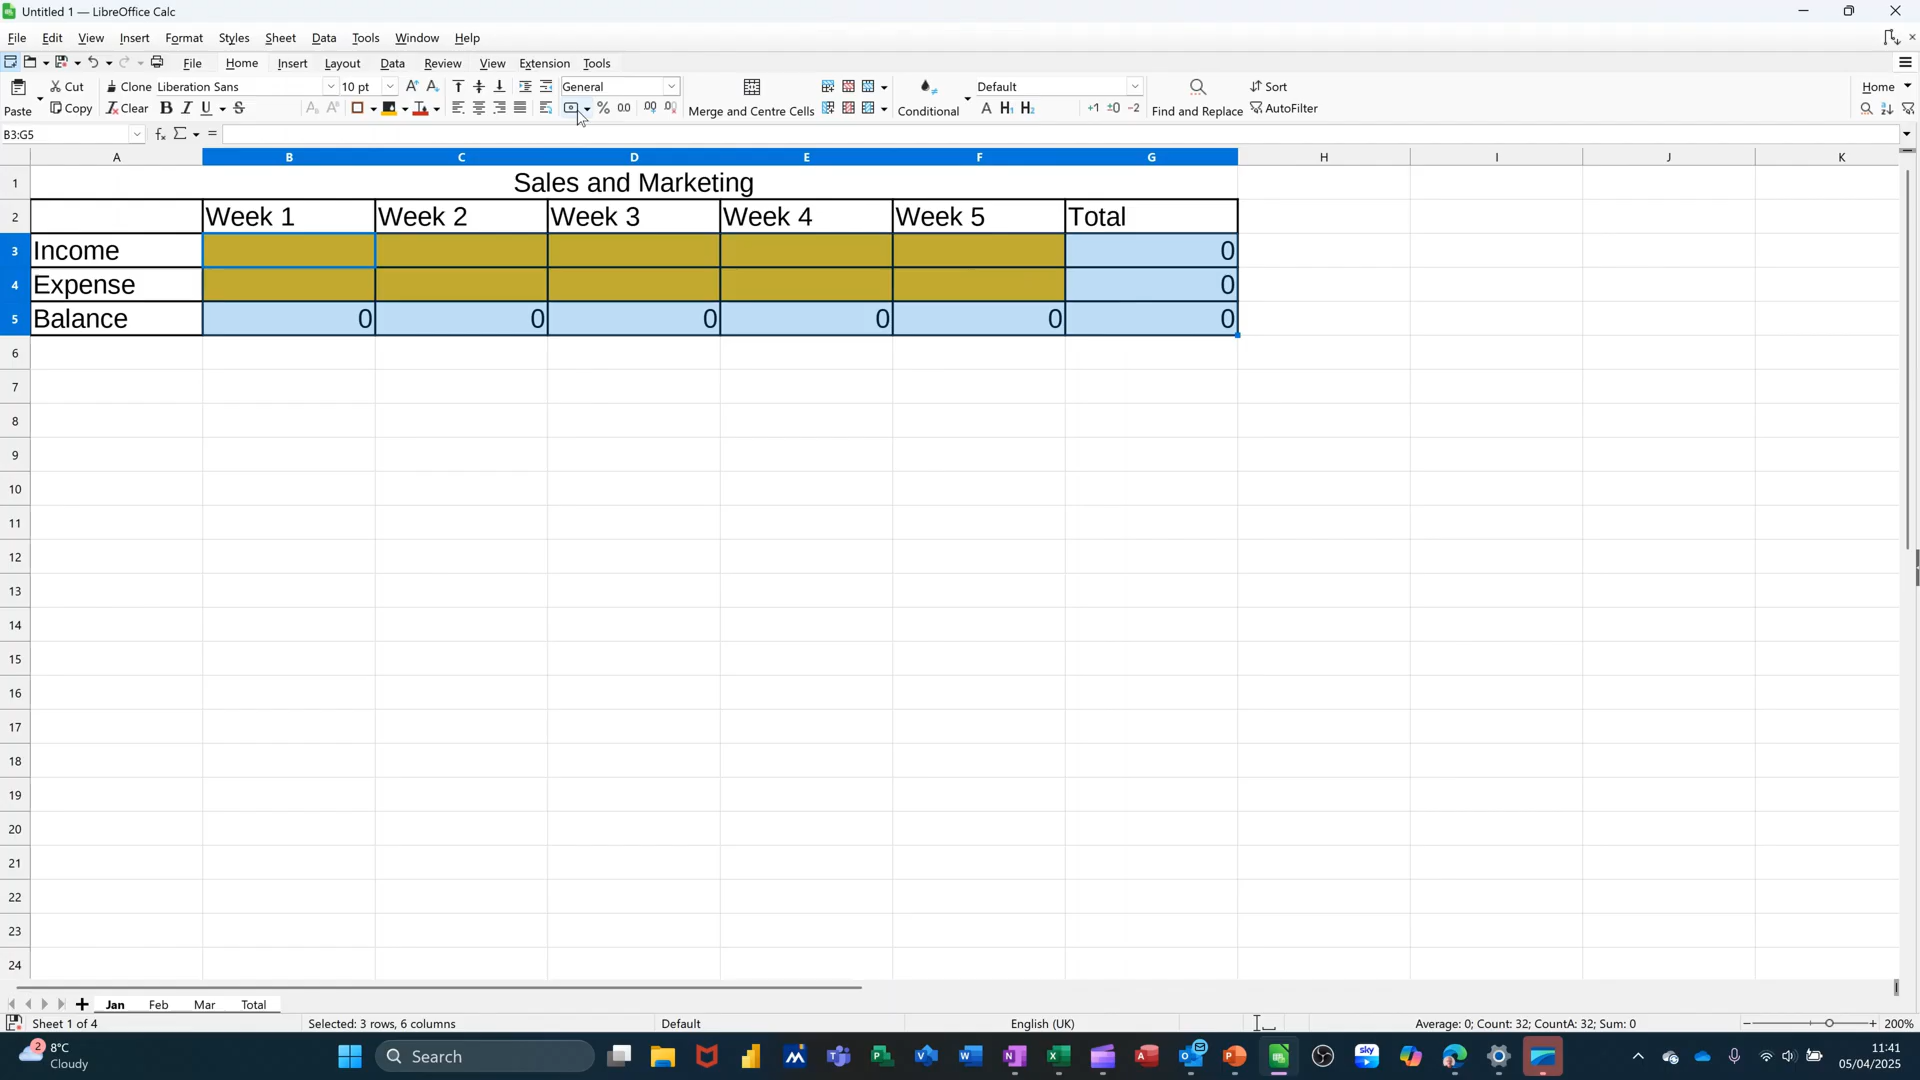 Untitled 1 — LibreOffice Calc
File Edit View Insert Format Styles Sheet Data Tools Window Help
File Home Insert Layout Data Review View Extension Tools
Cut Clone Liberation Sans 10 pt General Default Sort Home
Paste Copy Clear B I U S Merge and Centre Cells Conditional A H1 H2 +1 ±0 −2 Find and Replace AutoFilter
B3:G5
A B C D E F G H I J K
1 Sales and Marketing
2 Week 1 Week 2 Week 3 Week 4 Week 5 Total
3 Income 0
4 Expense 0
5 Balance 0 0 0 0 0 0
6
7
8
9
10
11
12
13
14
15
16
17
18
19
20
21
22
23
24
Jan Feb Mar Total
Sheet 1 of 4 Selected: 3 rows, 6 columns Default English (UK) Average: 0; Count: 32; CountA: 32; Sum: 0 200%
2 8°C
Cloudy
Search
11:41
05/04/2025